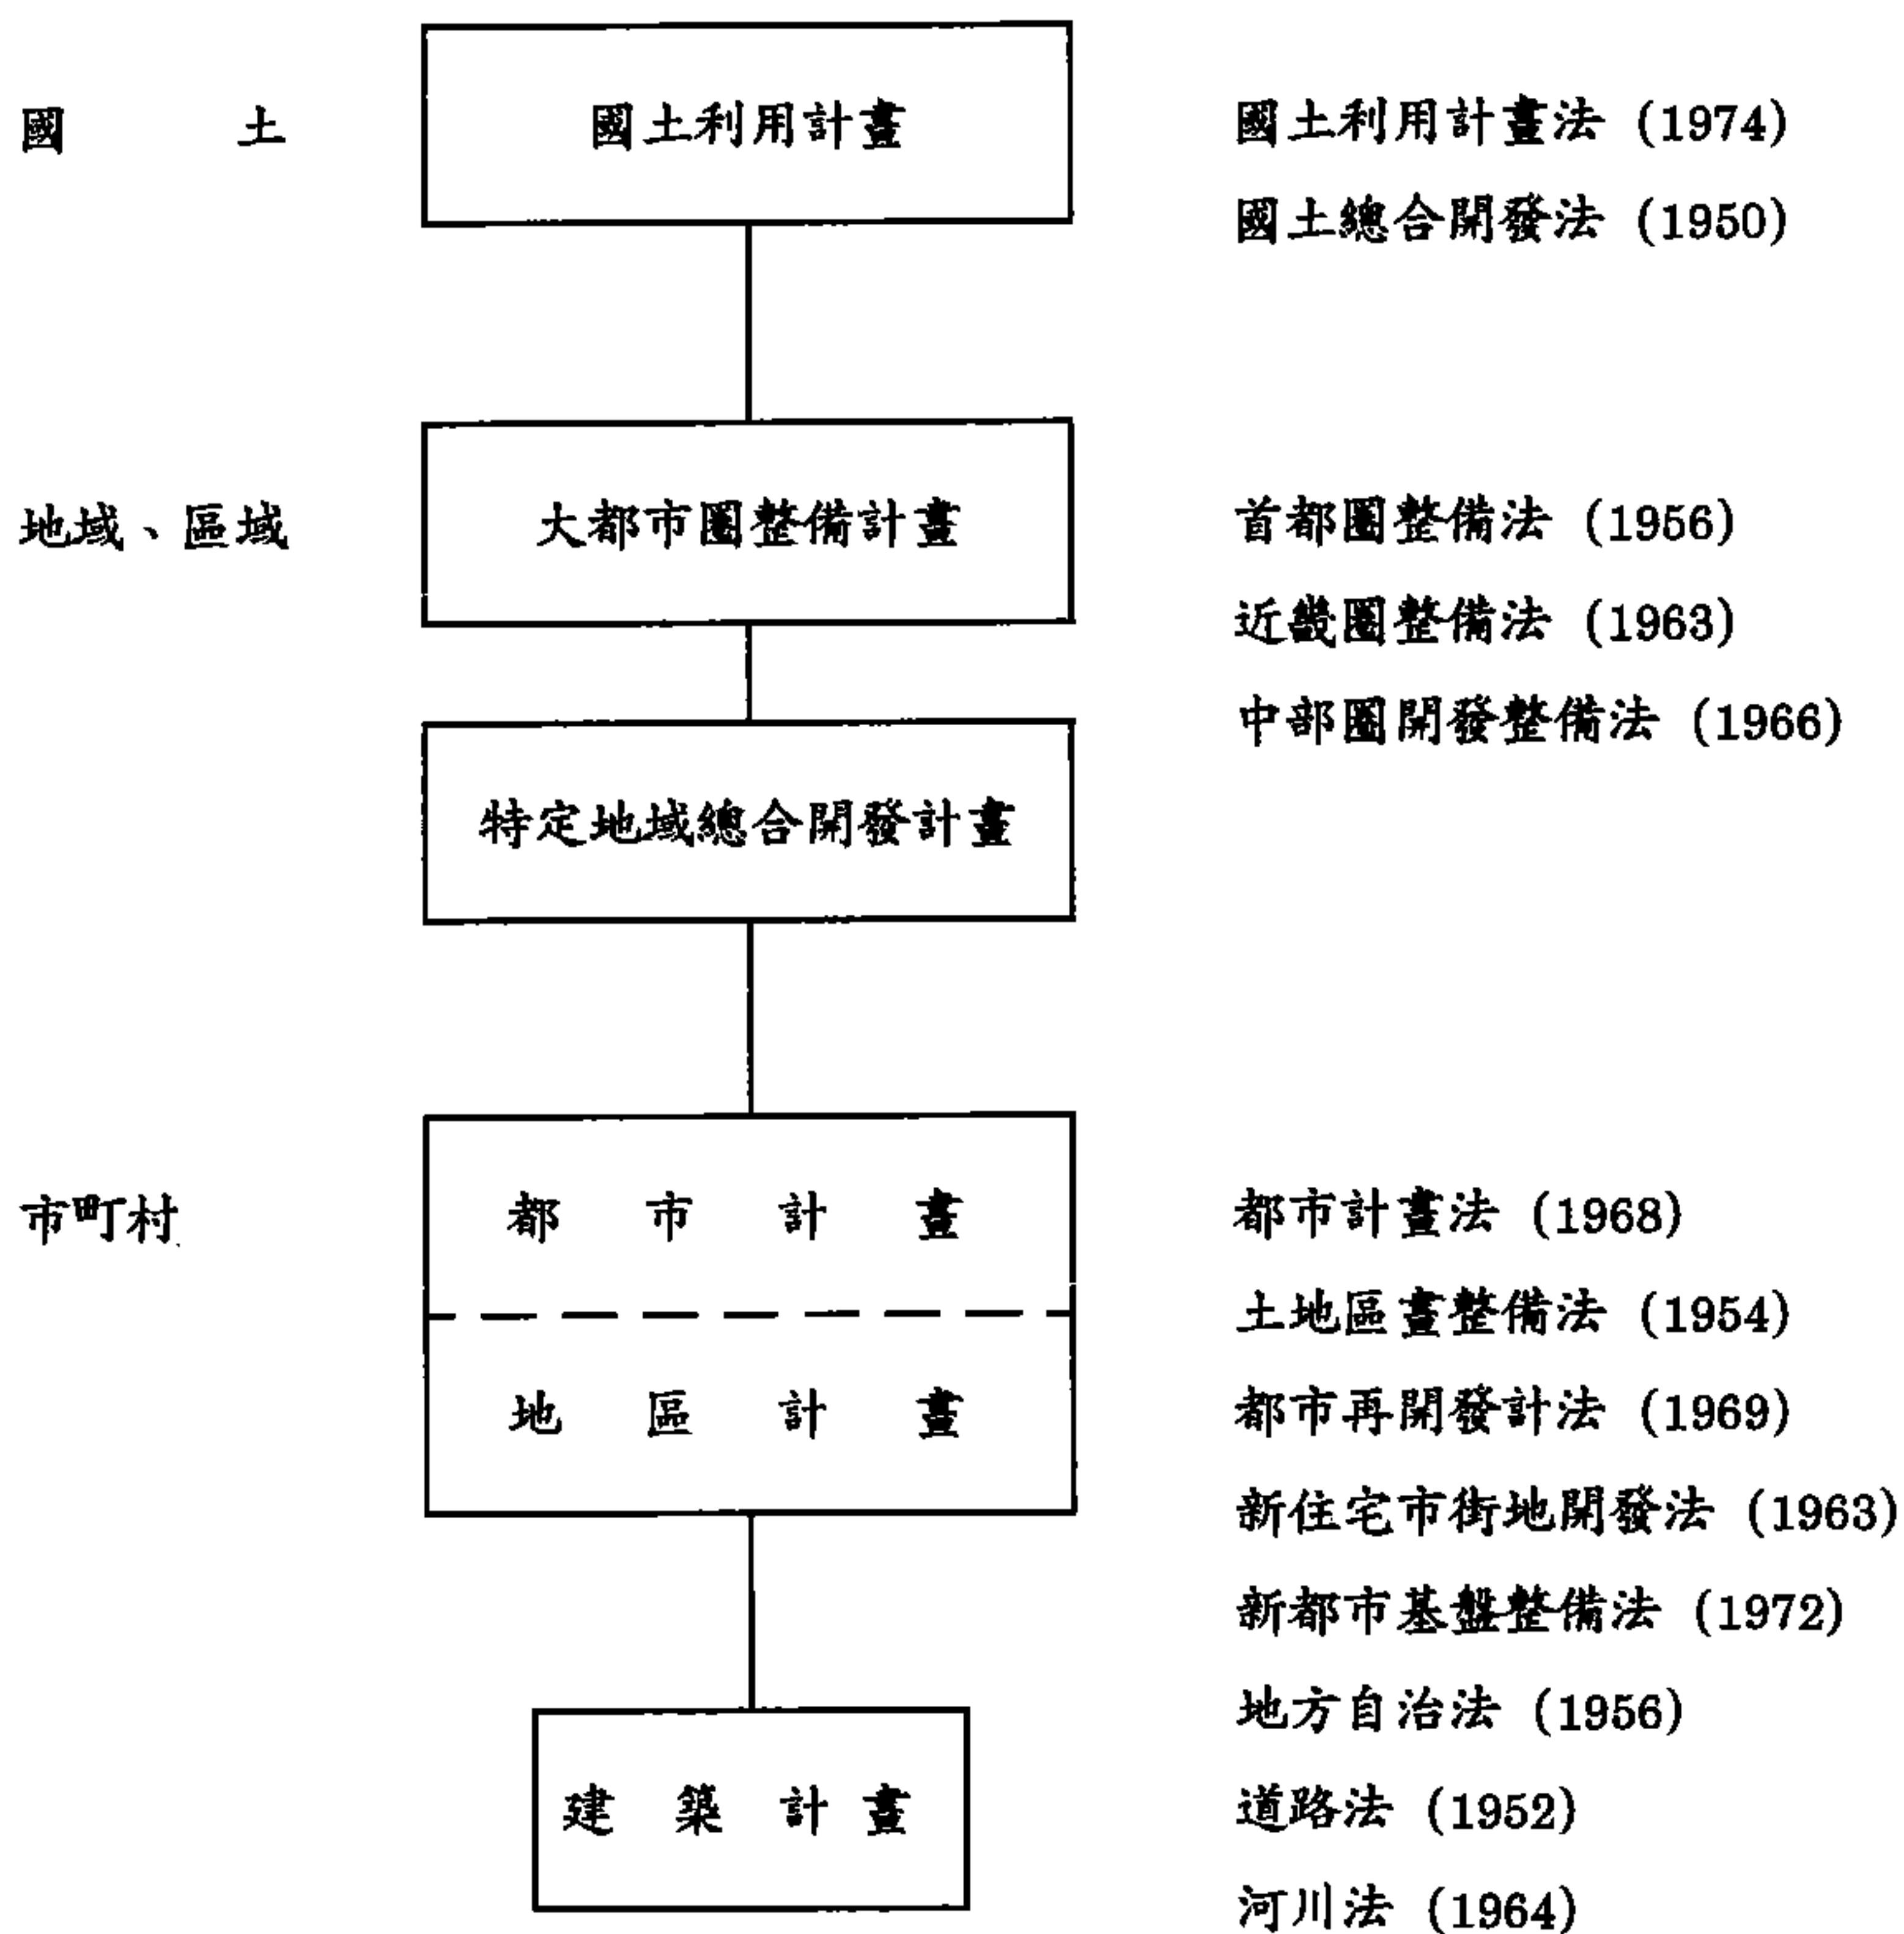 國 土 國土利用計畫 國土利用計畫法 (1974)
國土總合開發法 (1950)
地域、區域 大都市圈整備計畫 首都圈整備法 (1956)
近畿圈整備法 (1963)
中部圈開發整備法 (1966)
特定地域總合開發計畫
市町村 都 市 計 畫 都市計畫法 (1968)
土地區畫整備法 (1954)
地 區 計 畫 都市再開發計法 (1969)
新住宅市街地開發法 (1963)
新都市基盤整備法 (1972)
地方自治法 (1956)
建 築 計 畫 道路法 (1952)
河川法 (1964)